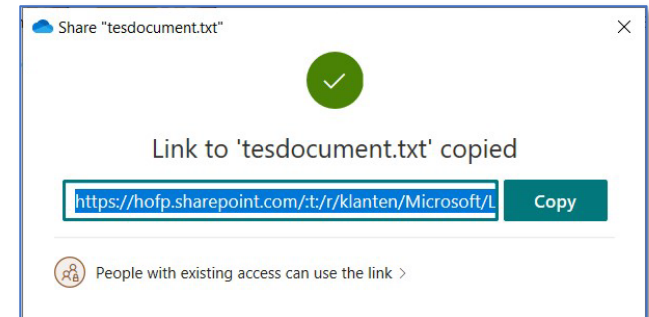 Share "tesdocument.txt"
Link to 'tesdocument.txt' copied
https://hofp.sharepoint.com/:t:/r/klanten/Microsoft/L Copy
People with existing access can use the link >